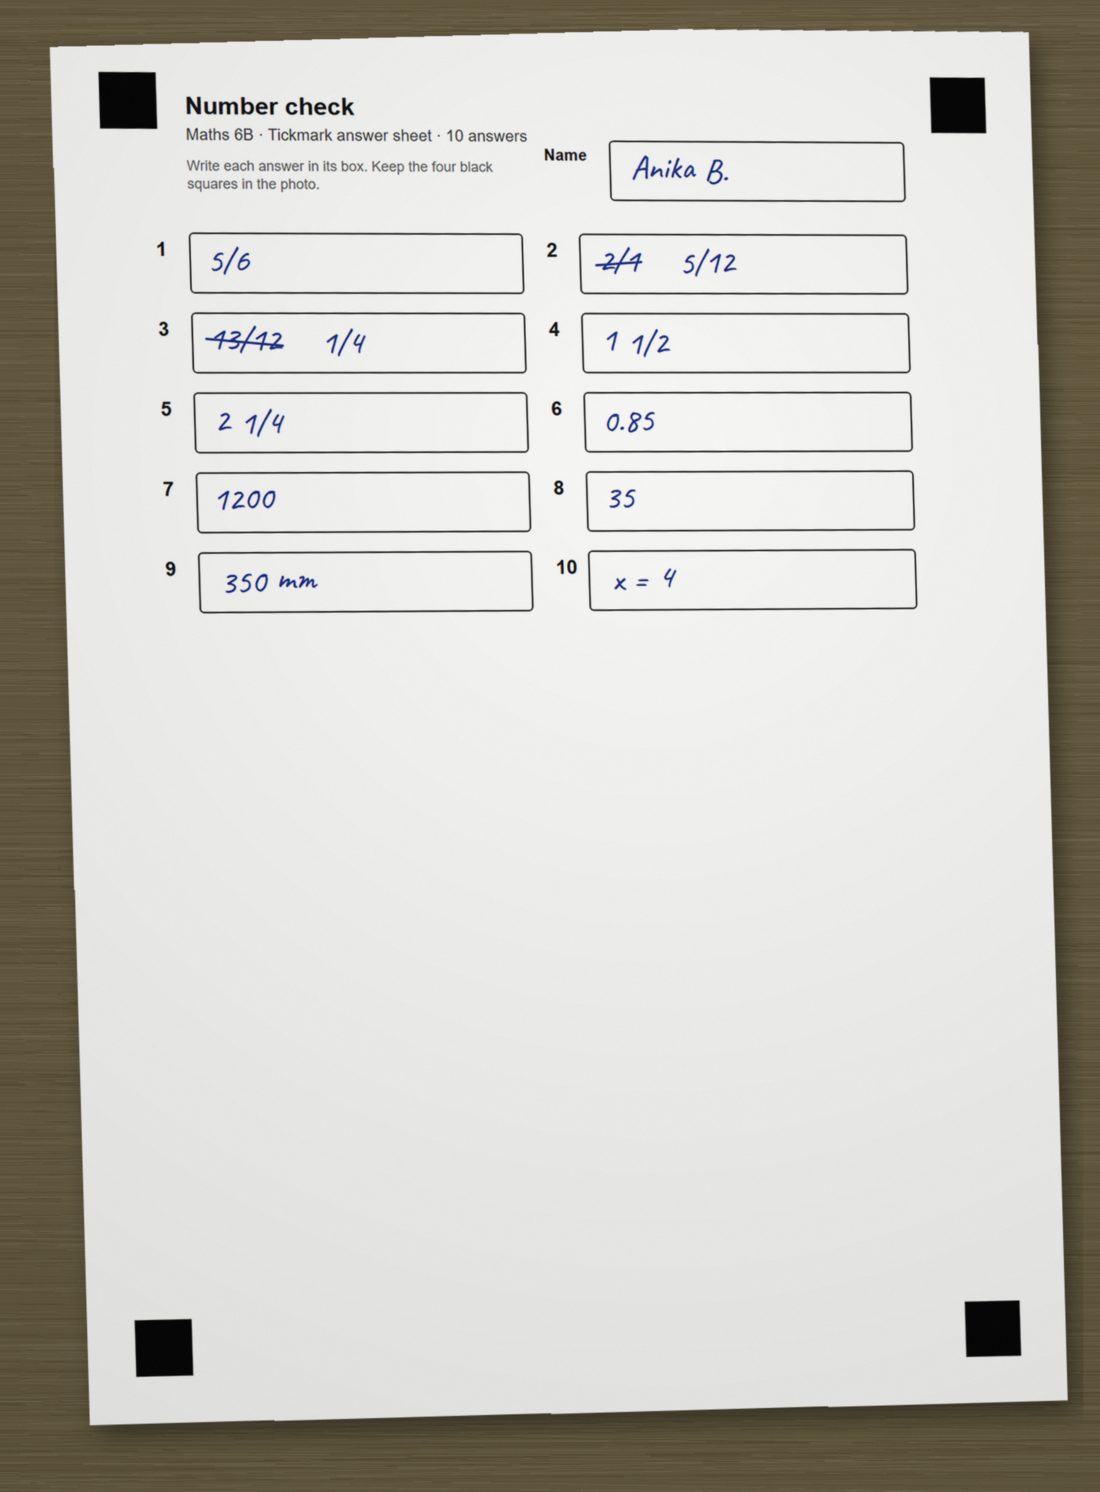 Number check
Maths 6B · Tickmark answer sheet · 10 answers
Write each answer in its box. Keep the four black
squares in the photo.
Name Anika B.
1 5/6
2 2/1 5/12
3 13/12 1/4
4 1 1/2
5 2 1/4
6 0.85
7 1200
8 35
9 350 mm
10 x = 4